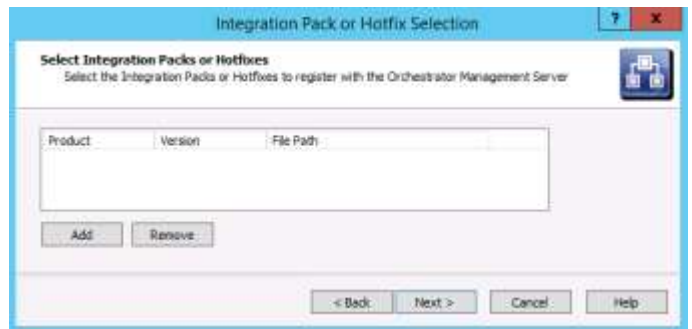 Integration Pack or Hotfix Selection
? x
Select Integration Packs or Hotfixes
Select the Integration Packs or Hotfixes to register with the Orchestrator Management Server
Product Version File Path
Add Remove
< Back Next > Cancel Help